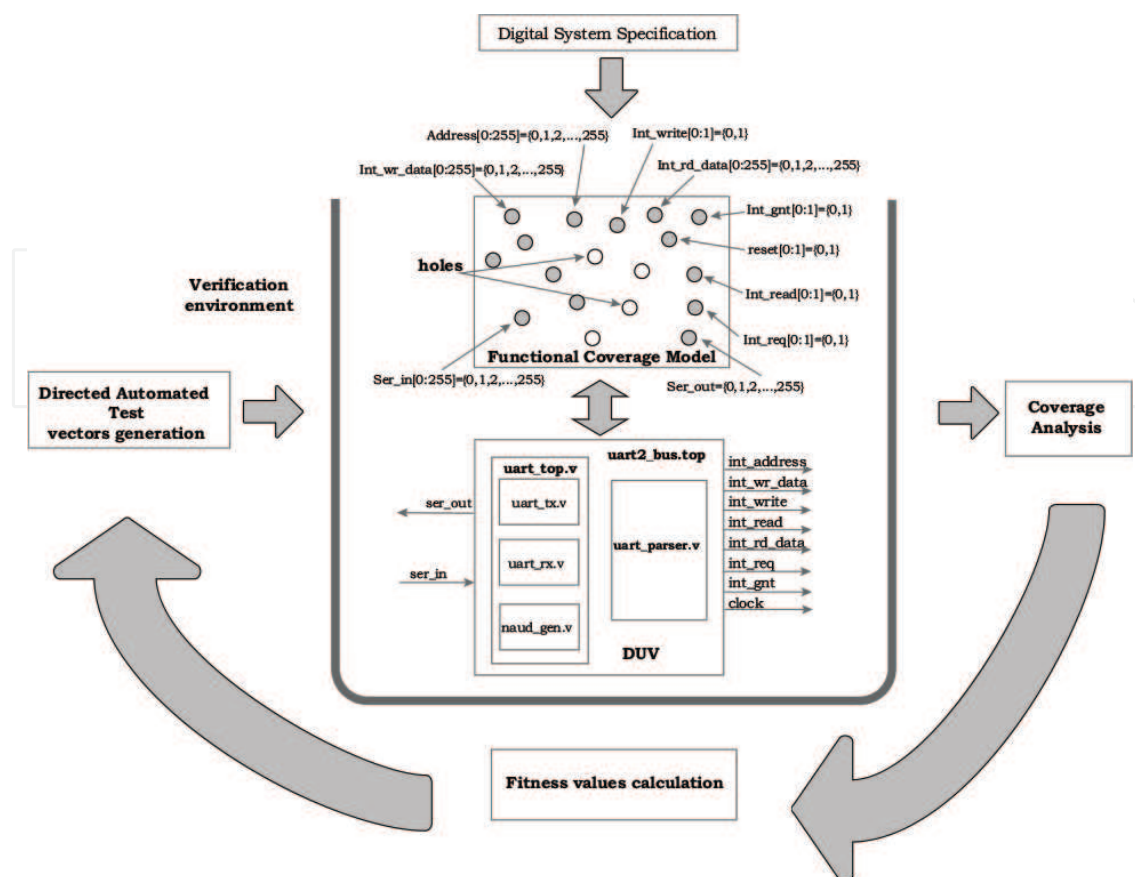 Digital System Specification
Address[0:255]={0,1,2,...,255}
Int_write[0:1]={0,1}
Int_wr_data[0:255]={0,1,2,...,255}
Int_rd_data[0:255]={0,1,2,...,255}
Int_gnt[0:1]={0,1}
reset[0:1]={0,1}
holes
Int_read[0:1]={0,1}
Verification
environment
Int_req[0:1]={0,1}
Functional Coverage Model
Ser_in[0:255]={0,1,2,...,255}
Ser_out={0,1,2,...,255}
Directed Automated
Test
vectors generation
Coverage
Analysis
uart2_bus.top
uart_top.v
uart_tx.v
uart_rx.v
naud_gen.v
uart_parser.v
DUV
ser_out
ser_in
int_address
int_wr_data
int_write
int_read
int_rd_data
int_req
int_gnt
clock
Fitness values calculation